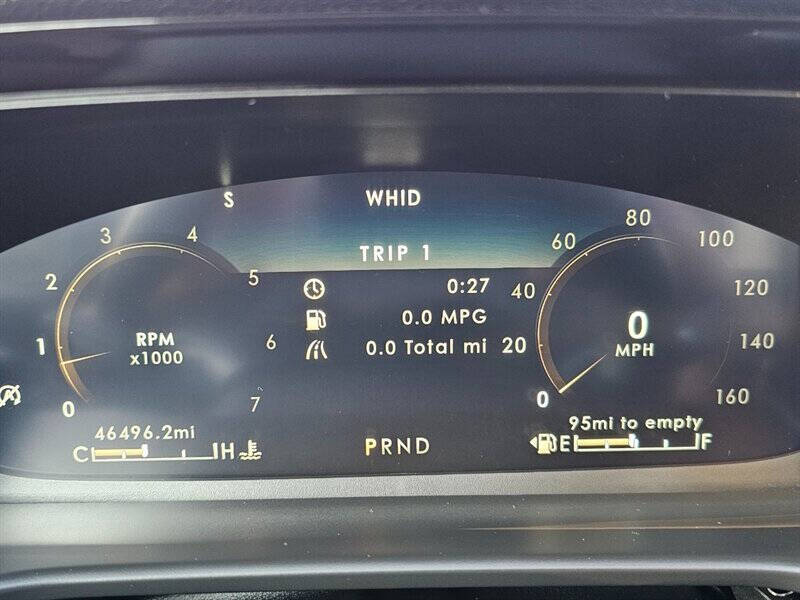 S WHID
TRIP 1
0:27
0.0 MPG
0.0 Total mi
0 1 2 3 4 5 6 7
RPM
x1000
0 20 40 60 80 100 120 140 160
0
MPH
46496.2mi
C H
PRND
95mi to empty
E F